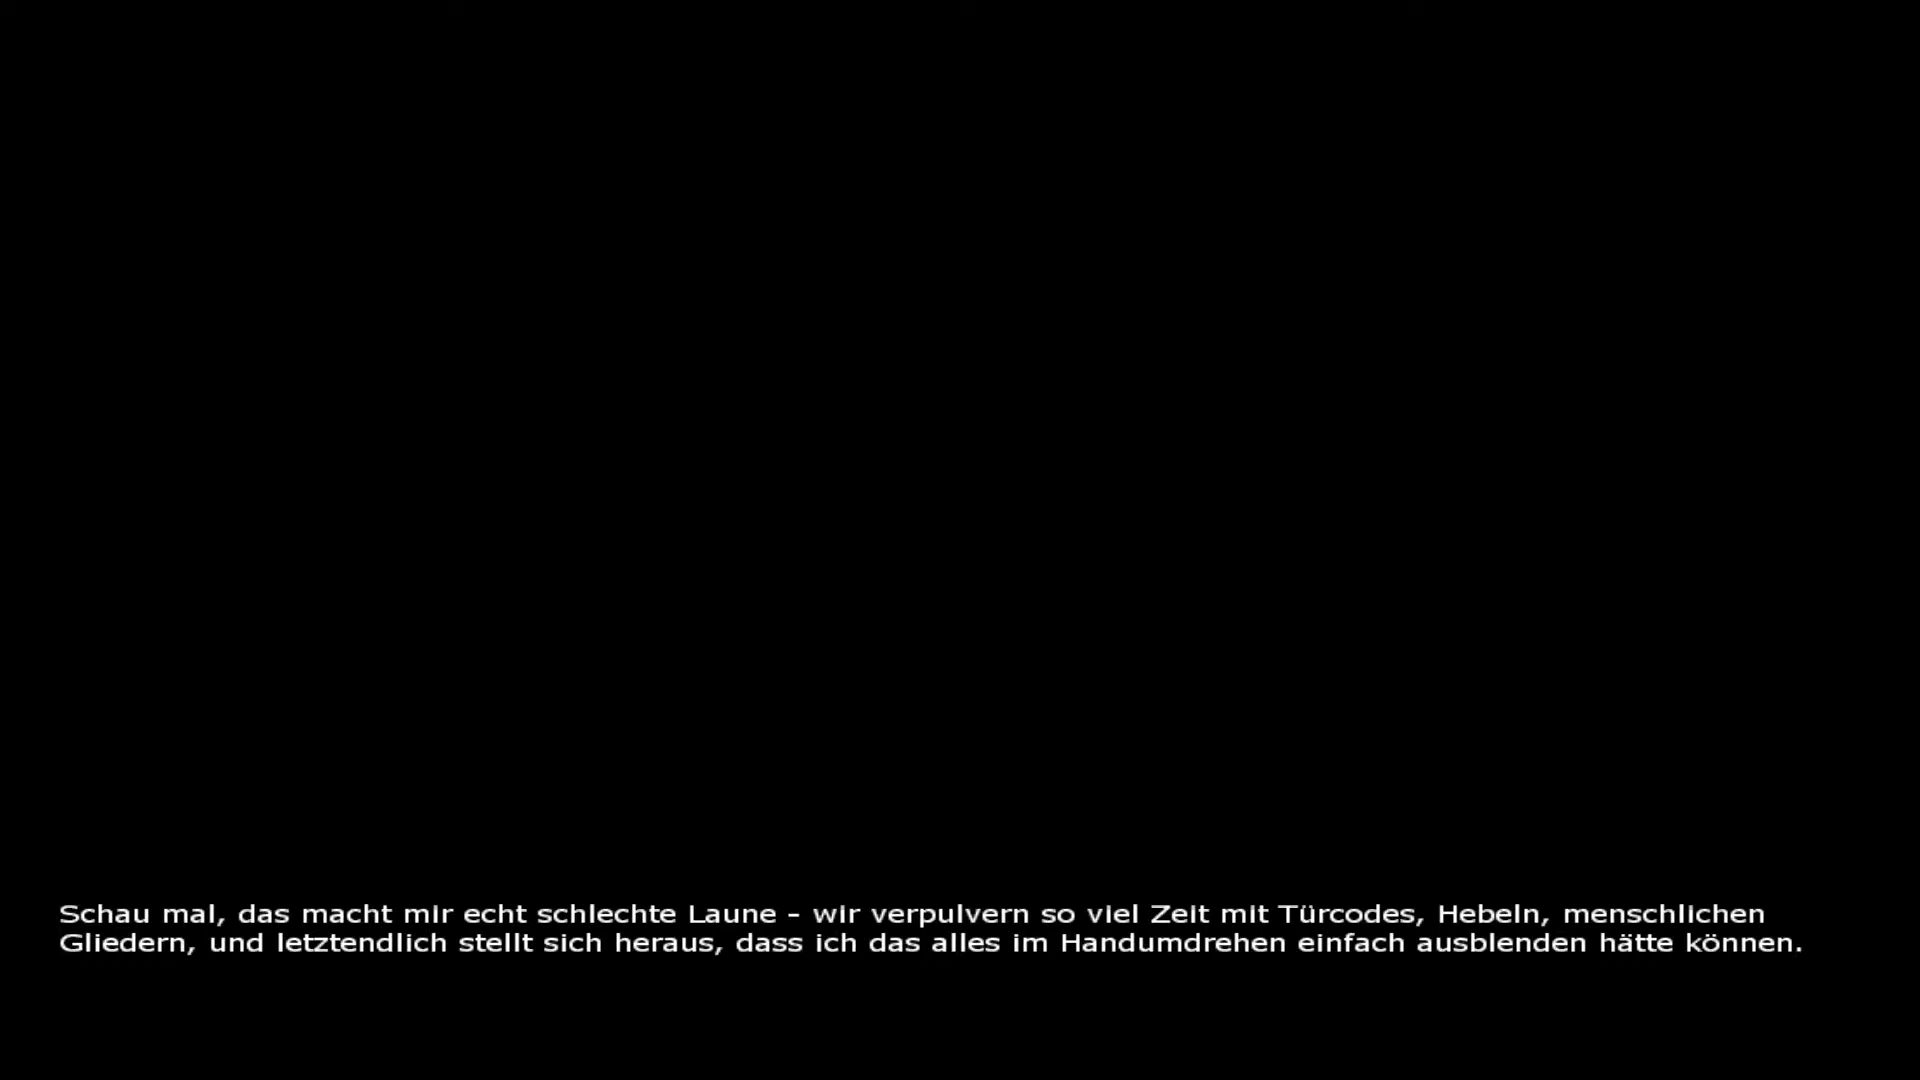 Schau mal, das macht mir echt schlechte Laune - wir verpulvern so viel Zeit mit Türcodes, Hebeln, menschlichen
Gliedern, und letztendlich stellt sich heraus, dass ich das alles im Handumdrehen einfach ausblenden hätte können.